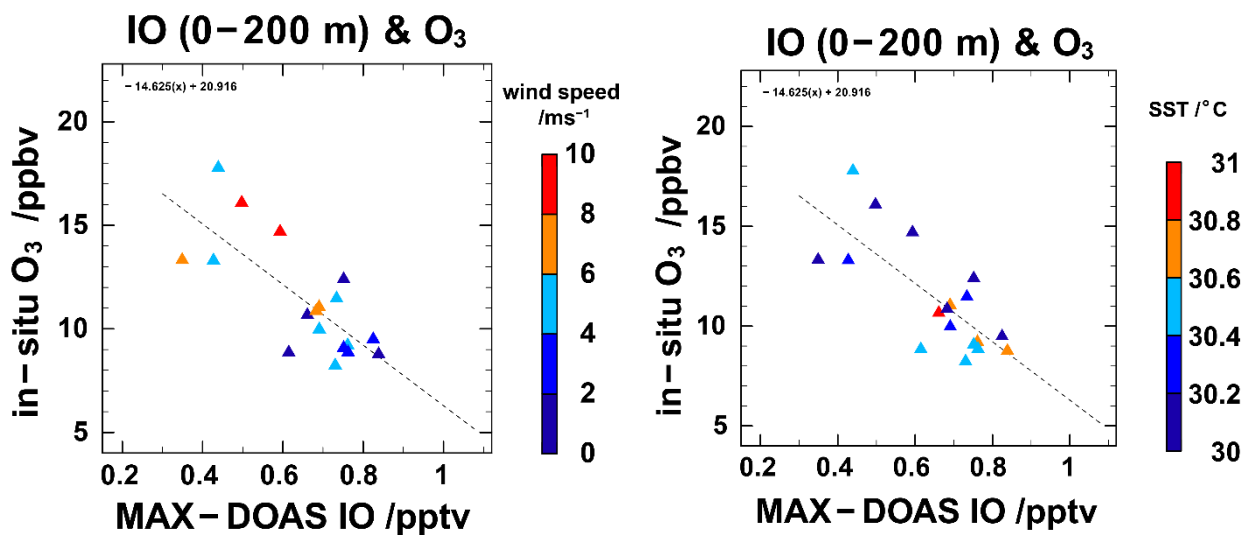 IO (0−200 m) & O3
− 14.625(x) + 20.916
in−situ O3 /ppbv
20
15
10
5
0.2 0.4 0.6 0.8 1
MAX−DOAS IO /pptv
wind speed
/ms−1
10
8
6
4
2
0
IO (0−200 m) & O3
− 14.625(x) + 20.916
in−situ O3 /ppbv
20
15
10
5
0.2 0.4 0.6 0.8 1
MAX−DOAS IO /pptv
SST /°C
31
30.8
30.6
30.4
30.2
30